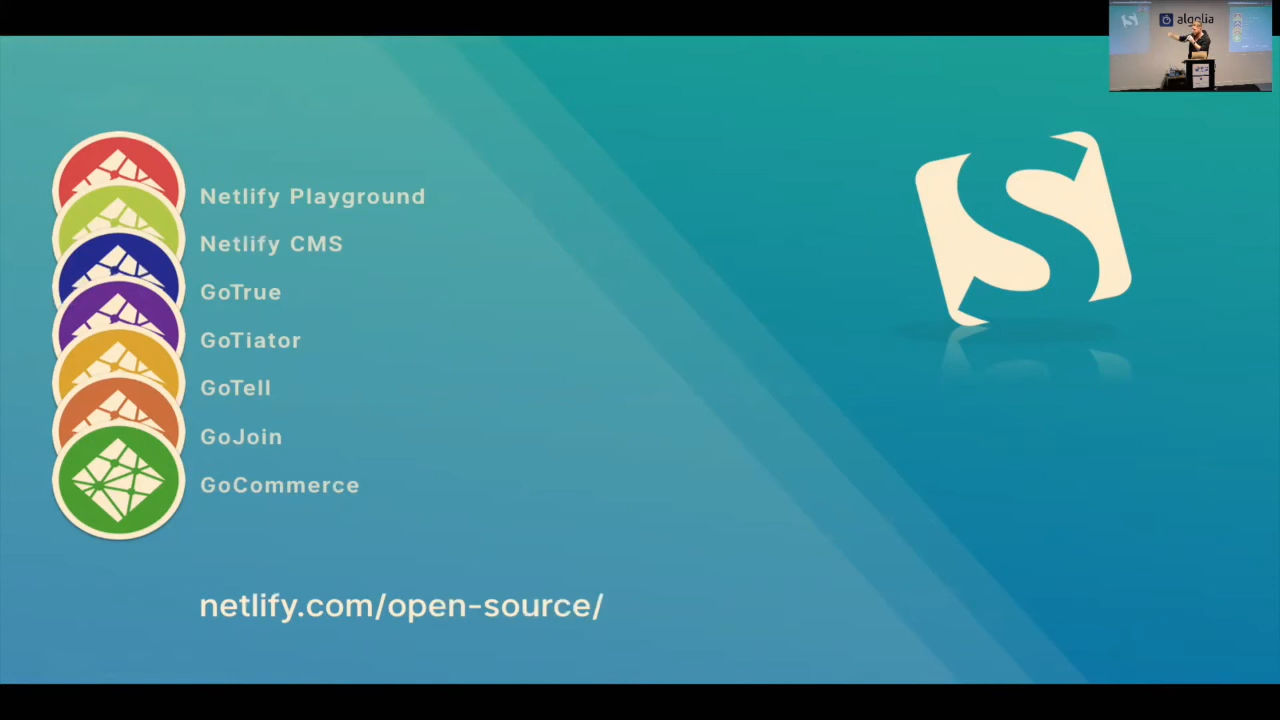 algolia
Netlify Playground
Netlify CMS
GoTrue
GoTiator
GoTell
GoJoin
GoCommerce
netlify.com/open-source/